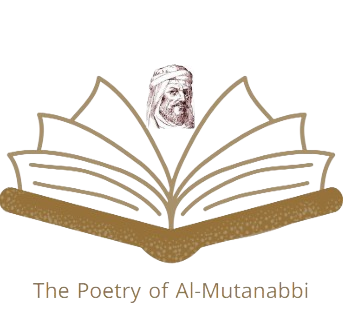 The Poetry of Al-Mutanabbi